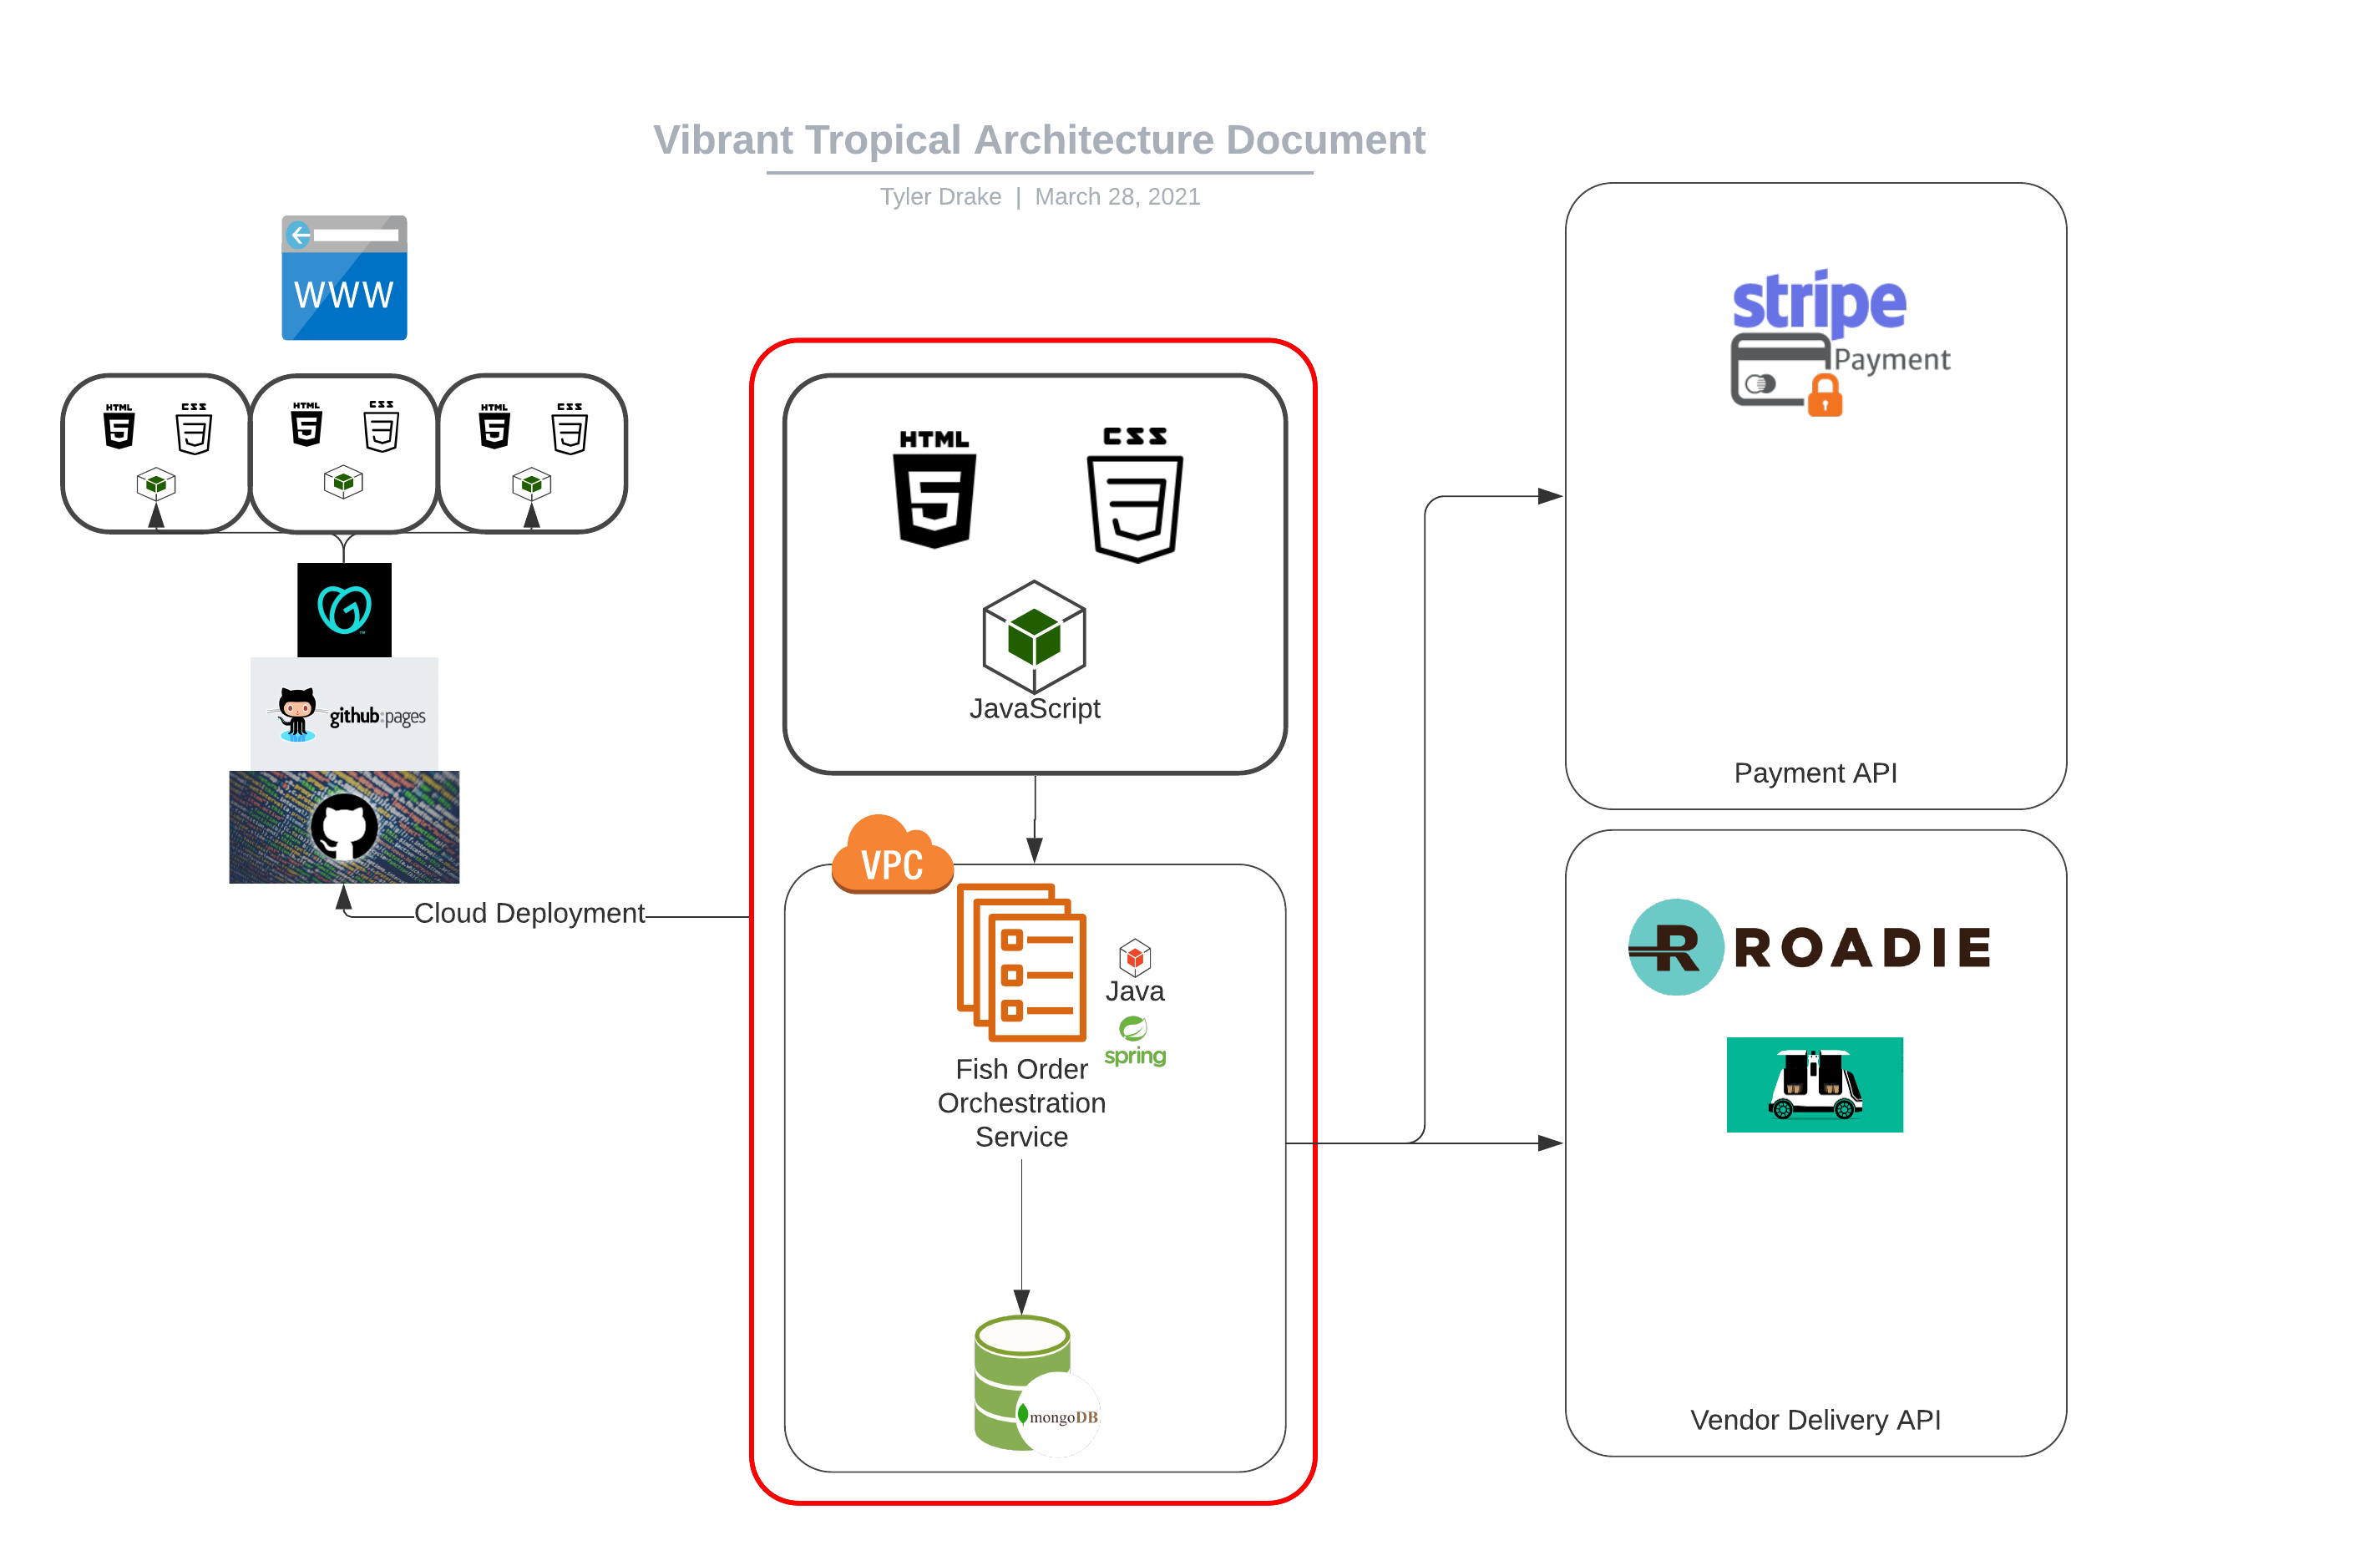 Vibrant Tropical Architecture Document
Tyler Drake | March 28, 2021
WWW
HTML
CSS
HTML
CSS
HTML
CSS
github:pages
Cloud Deployment
HTML
CSS
JavaScript
VPC
Java
spring
Fish Order
Orchestration
Service
mongoDB
stripe
Payment
Payment API
R ROADIE
Vendor Delivery API